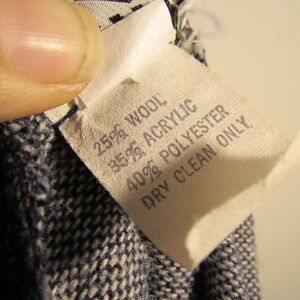 25% WOOL
35% ACRYLIC
40% POLYESTER
DRY CLEAN ONLY